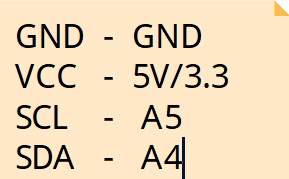 GND - GND
VCC - 5V/3.3
SCL - A5
SDA - A4